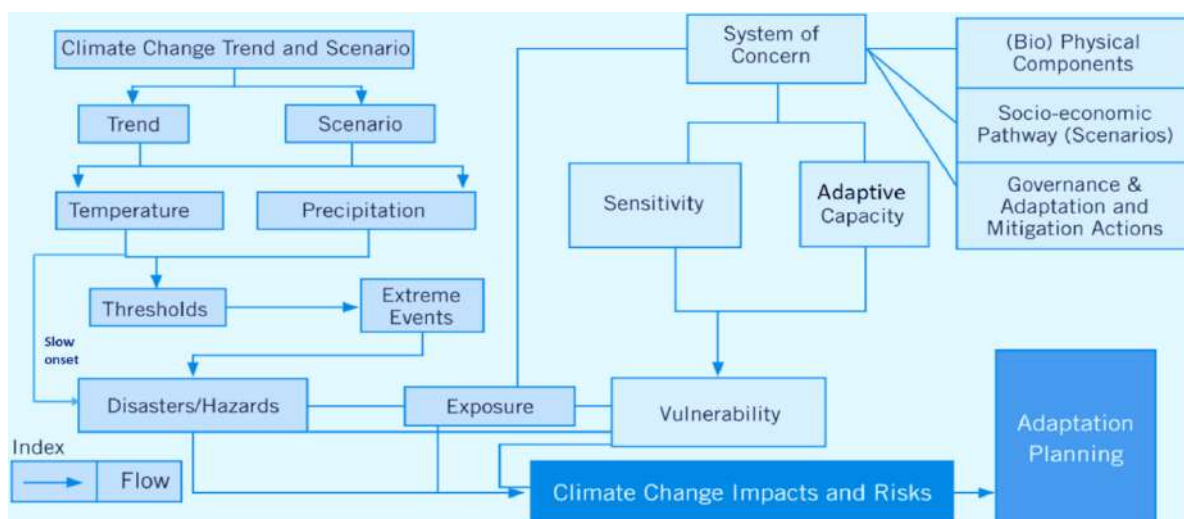 Climate Change Trend and Scenario
System of
Concern
(Bio) Physical
Components
Trend
Scenario
Socio-economic
Pathway (Scenarios)
Temperature
Precipitation
Sensitivity
Adaptive
Capacity
Governance &
Adaptation and
Mitigation Actions
Thresholds
Extreme
Events
Slow
onset
Disasters/Hazards
Exposure
Vulnerability
Adaptation
Planning
Index
Flow
Climate Change Impacts and Risks